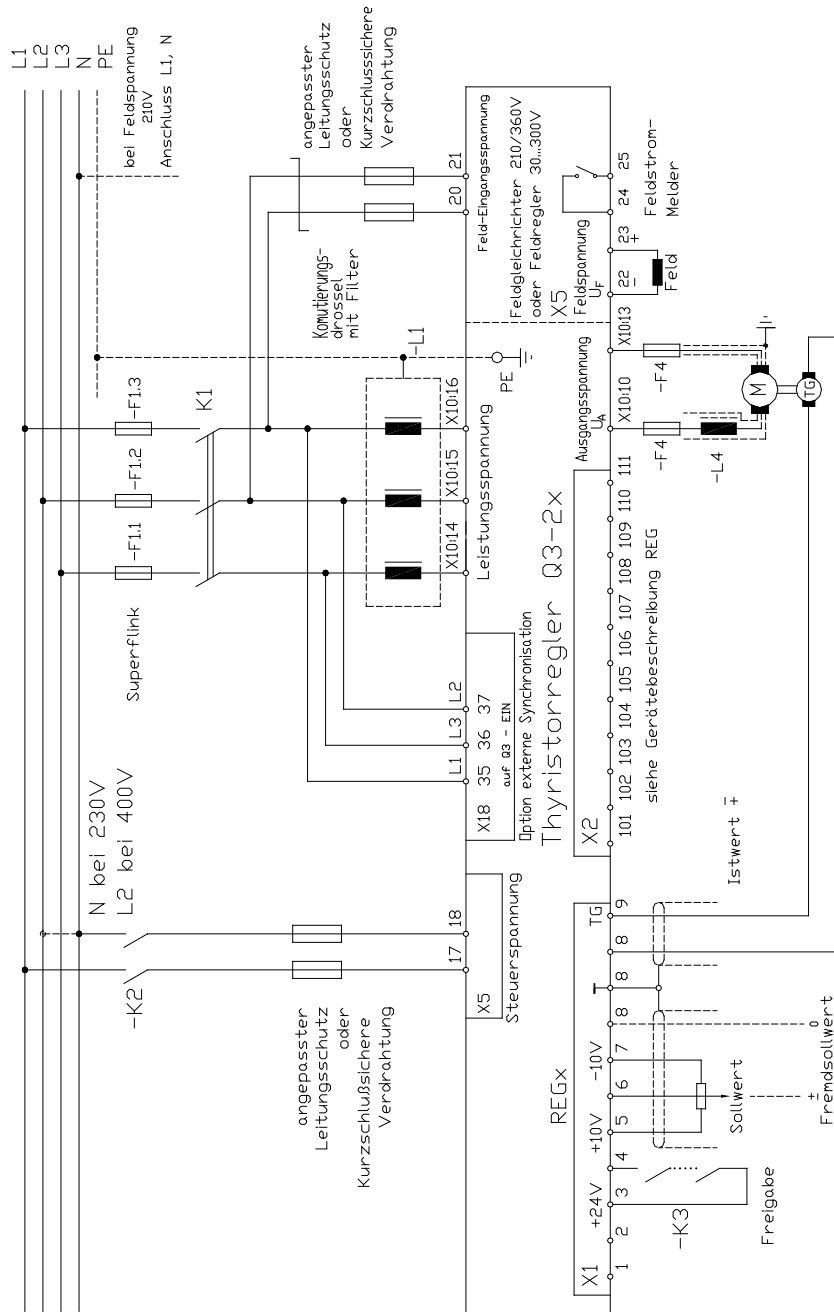 L1
L2
L3
N
PE
bei Feldspannung
210V
Anschluss L1, N
-F1.3
-F1.2
-F1.1
Superflink
K1
N bei 230V
L2 bei 400V
-K2
angepasster
Leitungsschutz
oder
Kurzschlusssichere
Verdrahtung
Komutierungs-
drossel
mit Filter
-L1
PE
angepasster
Leitungsschutz
oder
Kurzschlußsichere
Verdrahtung
17 18
X5
Steuerspannung
L1 L3 L2
X18 35 36 37
auf Q3 - EIN
Option externe Synchronisation
X10:14 X10:15 X10:16
Leistungsspannung
20 21
Feld-Eingangsspannung
Feldgleichrichter 210/360V
oder Feldregler 30...300V
X5
Thyristorregler Q3-2x
REGx
X1 +24V +10V -10V TG
1 2 3 4 5 6 7 8 8 8 9
X2
101 102 103 104 105 106 107 108 109 110 111
siehe Gerätebeschreibung REG
Ausgangsspannung
UA
X10:10 X10:13
Feldspannung
UF
22 23 24 25
- +
Feld
Feldstrom-
Melder
-F4 -F4
-L4
M
TG
-K3
Freigabe
Sollwert
Istwert ∓
± 0
Fremdsollwert